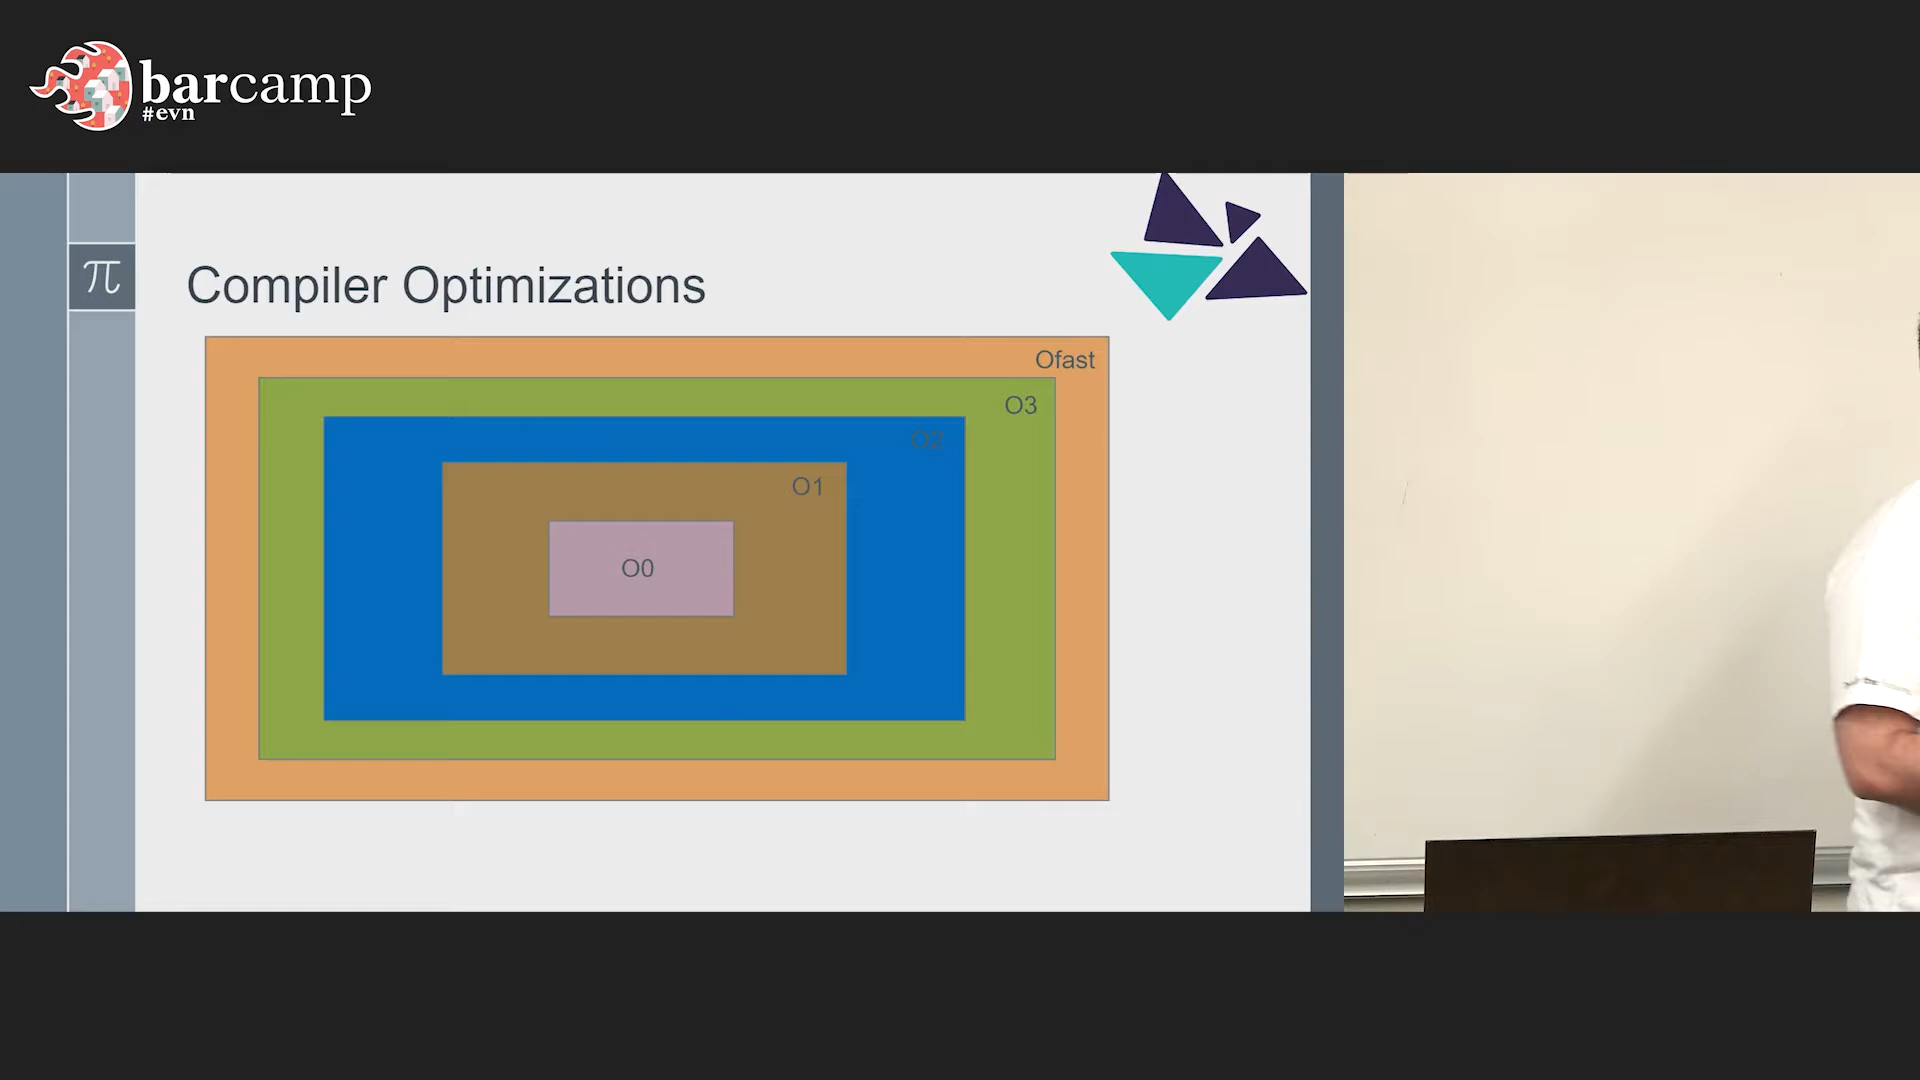 barcamp
#evn
π
Compiler Optimizations
Ofast
O3
O2
O1
O0